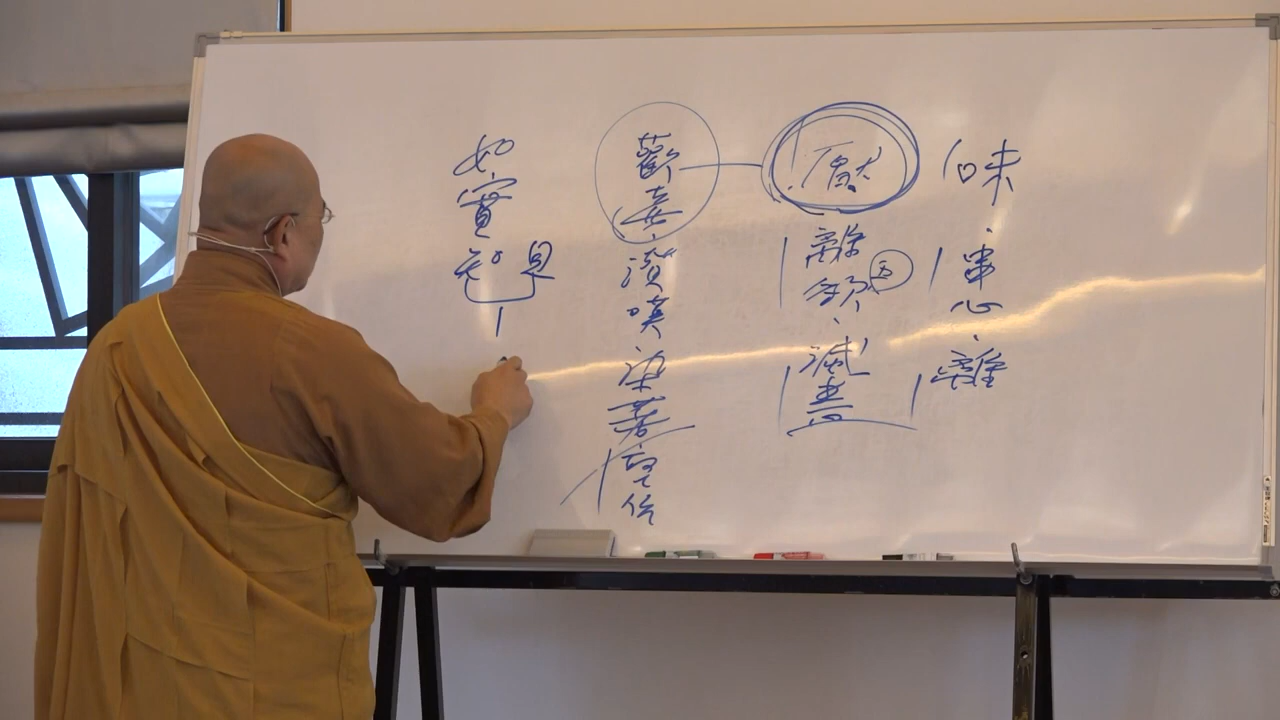 味、患、離
厭離欲、滅盡
歡喜、讚嘆染著堅住
如實知見